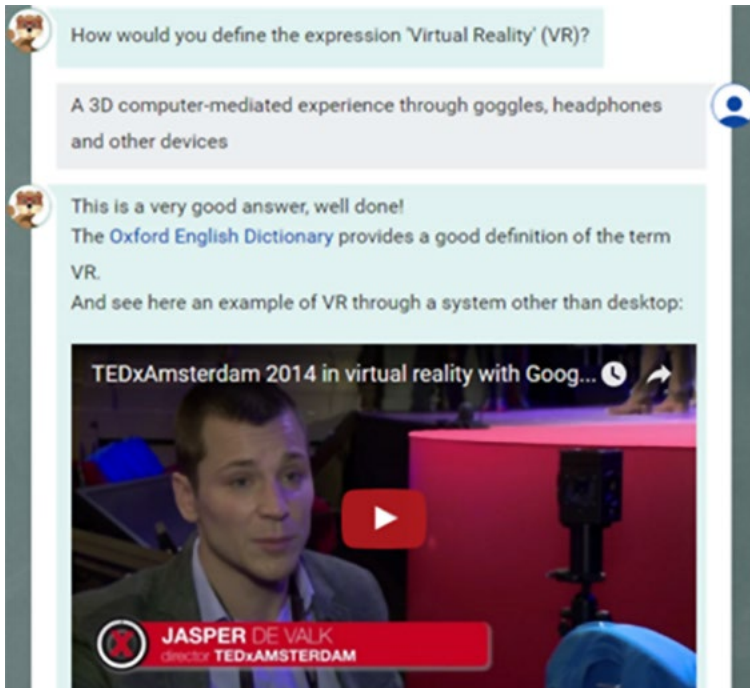 How would you define the expression 'Virtual Reality' (VR)?
A 3D computer-mediated experience through goggles, headphones
and other devices
This is a very good answer, well done!
The Oxford English Dictionary provides a good definition of the term
VR.
And see here an example of VR through a system other than desktop:
TEDxAmsterdam 2014 in virtual reality with Goog...
X
JASPER DE VALK
director TEDxAMSTERDAM